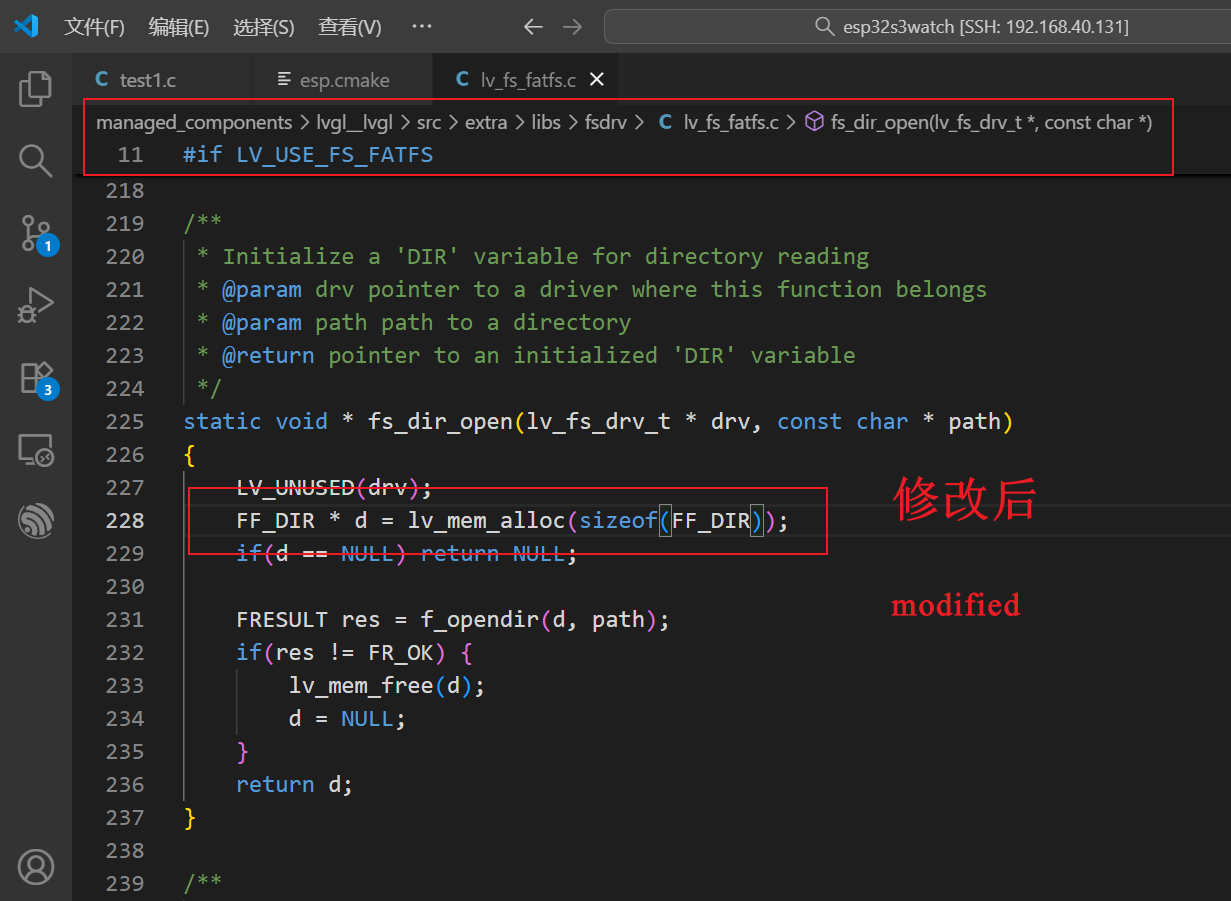 文件(F) 编辑(E) 选择(S) 查看(V) ··· esp32s3watch [SSH: 192.168.40.131]
C test1.c esp.cmake C lv_fs_fatfs.c
managed_components > lvgl__lvgl > src > extra > libs > fsdrv > C lv_fs_fatfs.c > fs_dir_open(lv_fs_drv_t *, const char *)
11 #if LV_USE_FS_FATFS
218
219 /**
220 * Initialize a 'DIR' variable for directory reading
221 * @param drv pointer to a driver where this function belongs
222 * @param path path to a directory
223 * @return pointer to an initialized 'DIR' variable
224 */
225 static void * fs_dir_open(lv_fs_drv_t * drv, const char * path)
226 {
227 LV_UNUSED(drv);
228 FF_DIR * d = lv_mem_alloc(sizeof(FF_DIR));
修改后
229 if(d == NULL) return NULL;
230
modified
231 FRESULT res = f_opendir(d, path);
232 if(res != FR_OK) {
233 lv_mem_free(d);
234 d = NULL;
235 }
236 return d;
237 }
238
239 /**
1
3